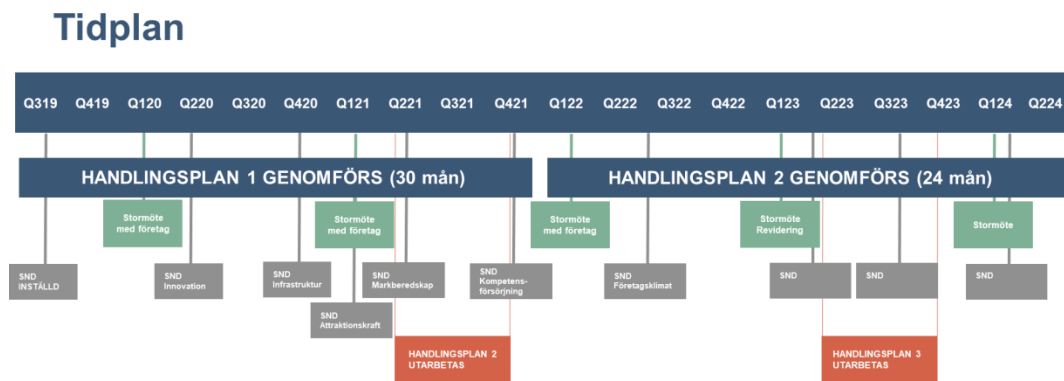 Tidplan
Q319 Q419 Q120 Q220 Q320 Q420 Q121 Q221 Q321 Q421 Q122 Q222 Q322 Q422 Q123 Q223 Q323 Q423 Q124 Q224
HANDLINGSPLAN 1 GENOMFÖRS (30 mån)
HANDLINGSPLAN 2 GENOMFÖRS (24 mån)
Stormöte
med företag
Stormöte
med företag
Stormöte
med företag
Stormöte
Revidering
Stormöte
SND
INSTÄLLD
SND
Innovation
SND
Infrastruktur
SND
Attraktionskraft
SND
Markberedskap
SND
Kompetens-
försörjning
SND
Företagsklimat
SND
SND
SND
HANDLINGSPLAN 2
UTARBETAS
HANDLINGSPLAN 3
UTARBETAS